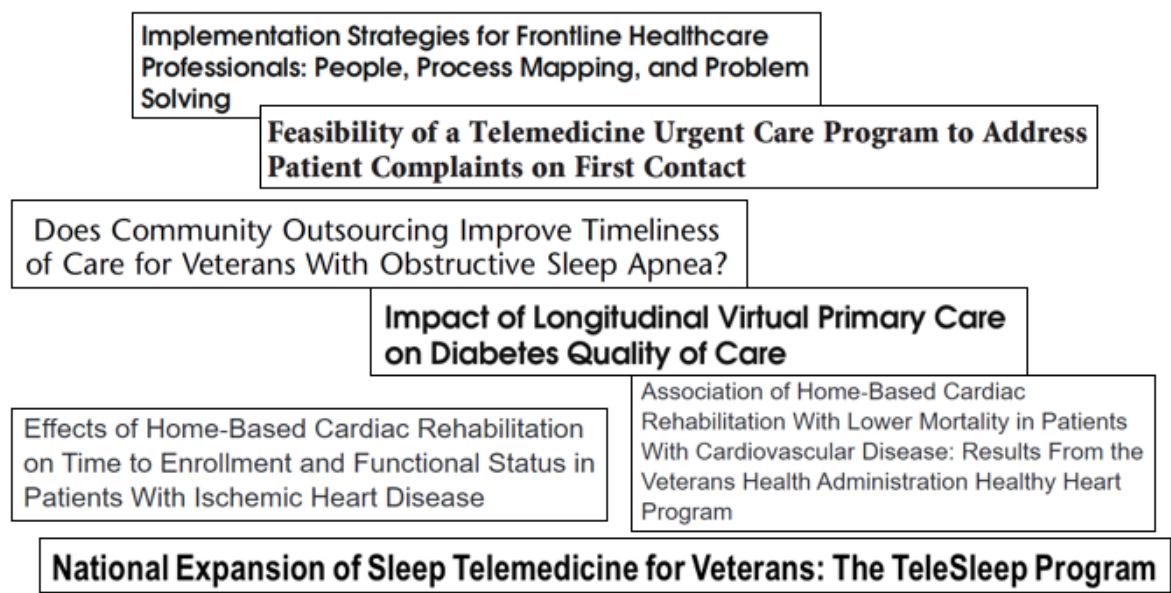 Implementation Strategies for Frontline Healthcare
Professionals: People, Process Mapping, and Problem
Solving
Feasibility of a Telemedicine Urgent Care Program to Address
Patient Complaints on First Contact
Does Community Outsourcing Improve Timeliness
of Care for Veterans With Obstructive Sleep Apnea?
Impact of Longitudinal Virtual Primary Care
on Diabetes Quality of Care
Effects of Home-Based Cardiac Rehabilitation
on Time to Enrollment and Functional Status in
Patients With Ischemic Heart Disease
Association of Home-Based Cardiac
Rehabilitation With Lower Mortality in Patients
With Cardiovascular Disease: Results From the
Veterans Health Administration Healthy Heart
Program
National Expansion of Sleep Telemedicine for Veterans: The TeleSleep Program